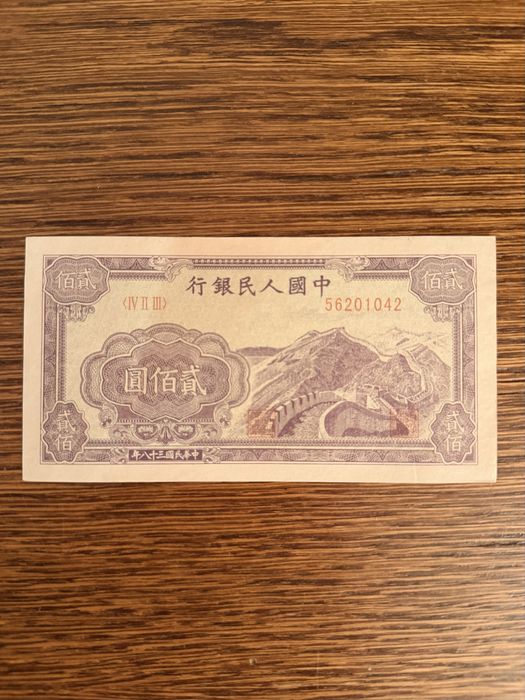 中國人民銀行
貳佰
貳佰
〈IV II III〉
56201042
貳佰圓
貳佰
貳佰
中華民國三十八年